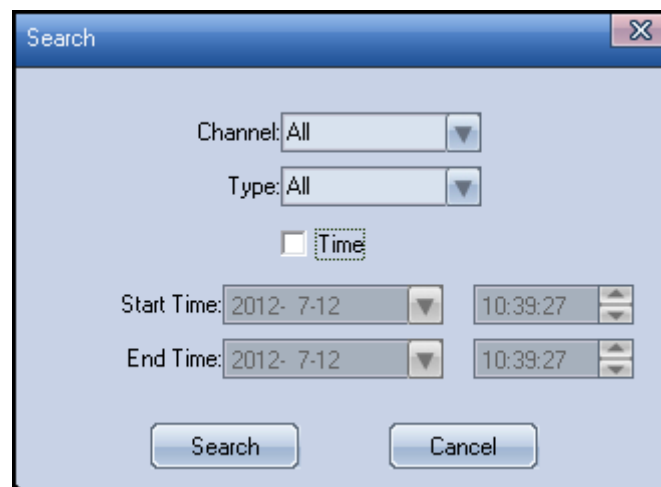 Search
Channel: All
Type: All
Time
Start Time: 2012- 7-12 10:39:27
End Time: 2012- 7-12 10:39:27
Search Cancel